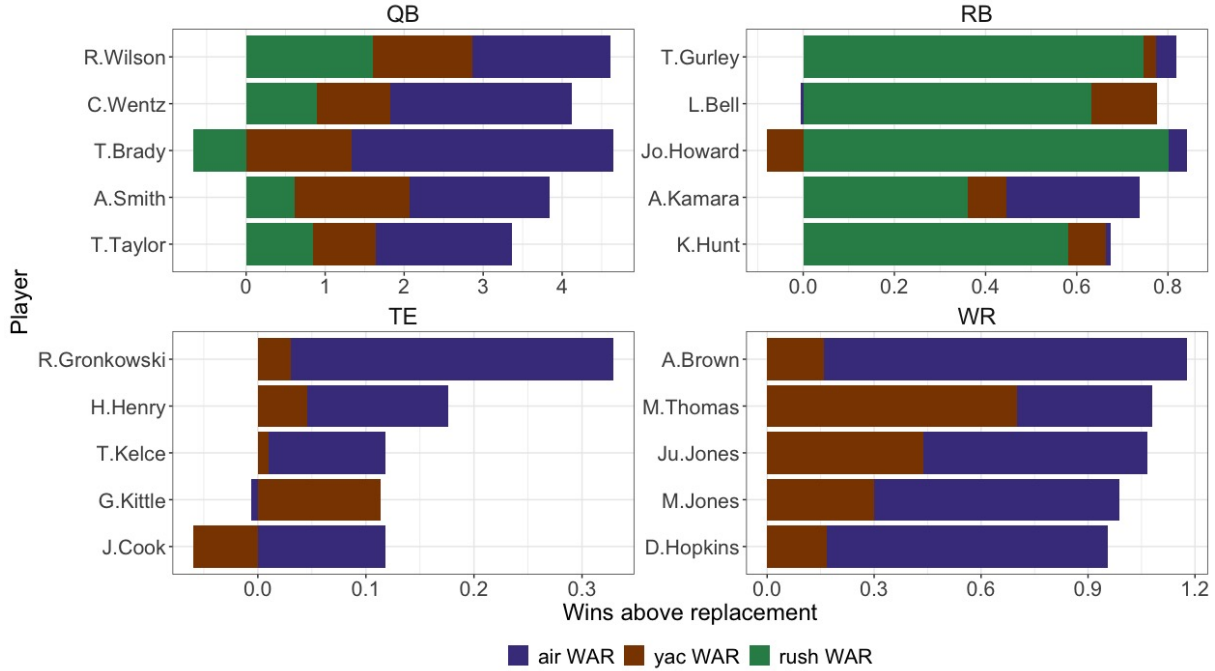 QB
R.Wilson
C.Wentz
T.Brady
A.Smith
T.Taylor
0 1 2 3 4
RB
T.Gurley
L.Bell
Jo.Howard
A.Kamara
K.Hunt
0.0 0.2 0.4 0.6 0.8
Player
TE
R.Gronkowski
H.Henry
T.Kelce
G.Kittle
J.Cook
0.0 0.1 0.2 0.3
WR
A.Brown
M.Thomas
Ju.Jones
M.Jones
D.Hopkins
0.0 0.3 0.6 0.9 1.2
Wins above replacement
air WAR yac WAR rush WAR